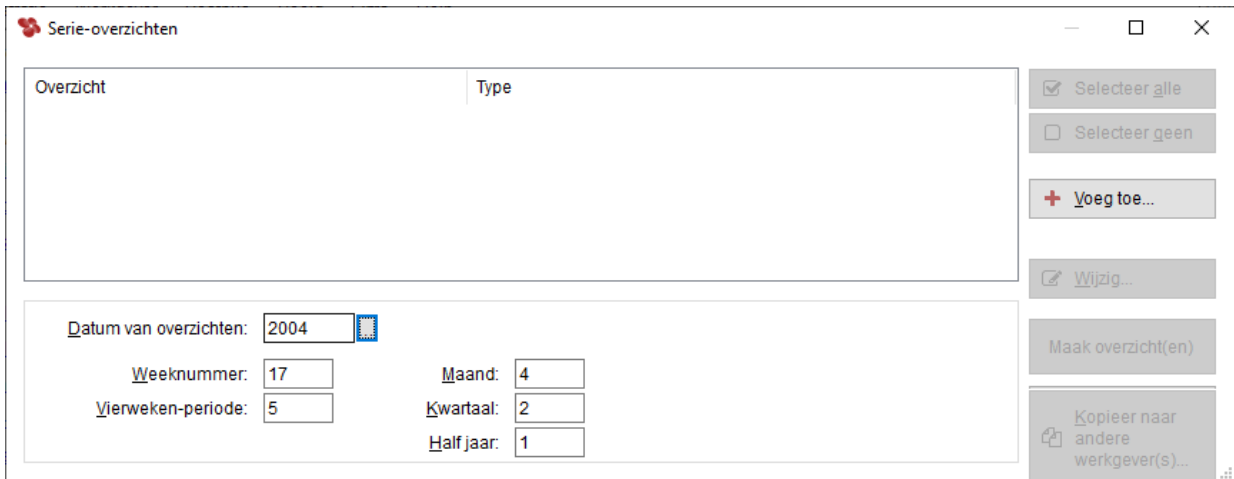 Serie-overzichten
Overzicht Type
Selecteer alle
Selecteer geen
Voeg toe...
Wijzig...
Datum van overzichten: 2004
Maak overzicht(en)
Weeknummer: 17 Maand: 4
Vierweken-periode: 5 Kwartaal: 2
Half jaar: 1
Kopieer naar
andere
werkgever(s)...